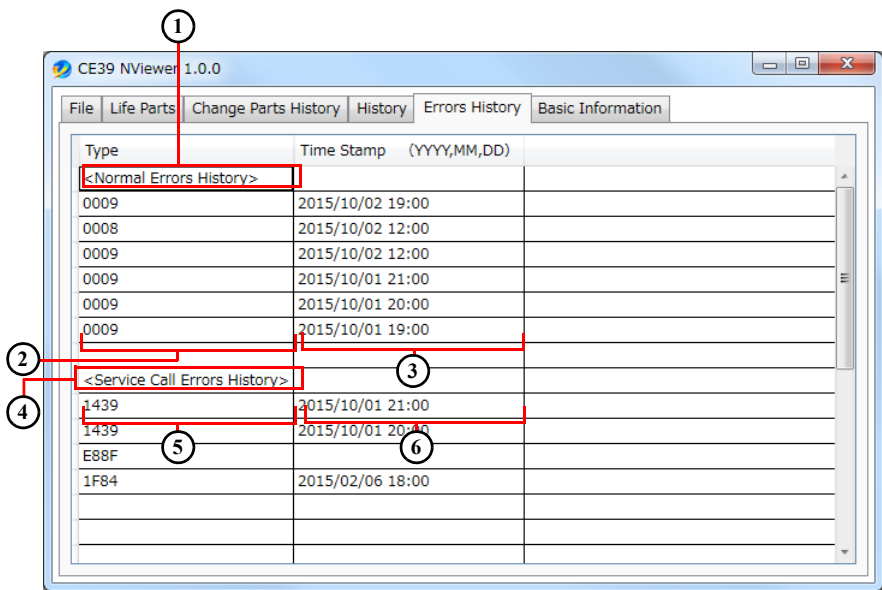 1
CE39 NViewer 1.0.0
File Life Parts Change Parts History History Errors History Basic Information
Type Time Stamp (YYYY,MM,DD)
<Normal Errors History>
0009 2015/10/02 19:00
0008 2015/10/02 12:00
0009 2015/10/02 12:00
0009 2015/10/01 21:00
0009 2015/10/01 20:00
0009 2015/10/01 19:00
2
3
<Service Call Errors History>
4
1439 2015/10/01 21:00
1439 2015/10/01 20:00
5
6
E88F
1F84 2015/02/06 18:00